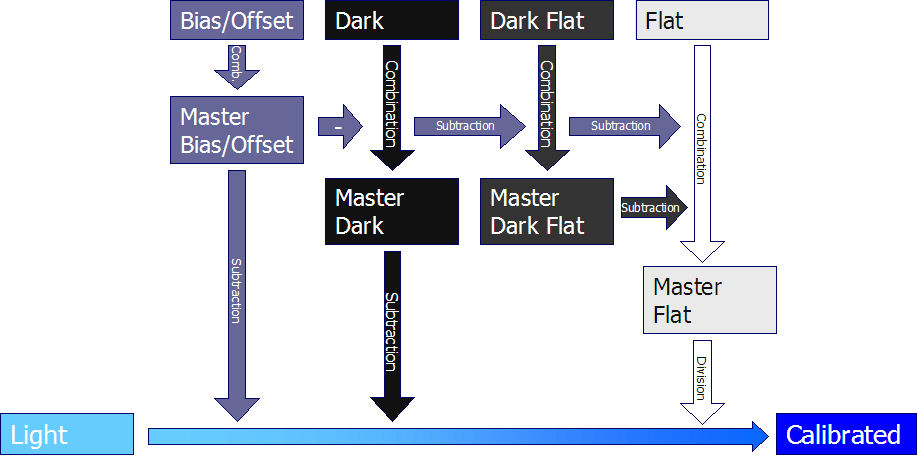 Bias/Offset
Dark
Dark Flat
Flat
Comb.
Combination
Combination
Combination
Master
Bias/Offset
-
Subtraction
Subtraction
Master
Dark
Master
Dark Flat
Subtraction
Subtraction
Subtraction
Master
Flat
Division
Light
Calibrated